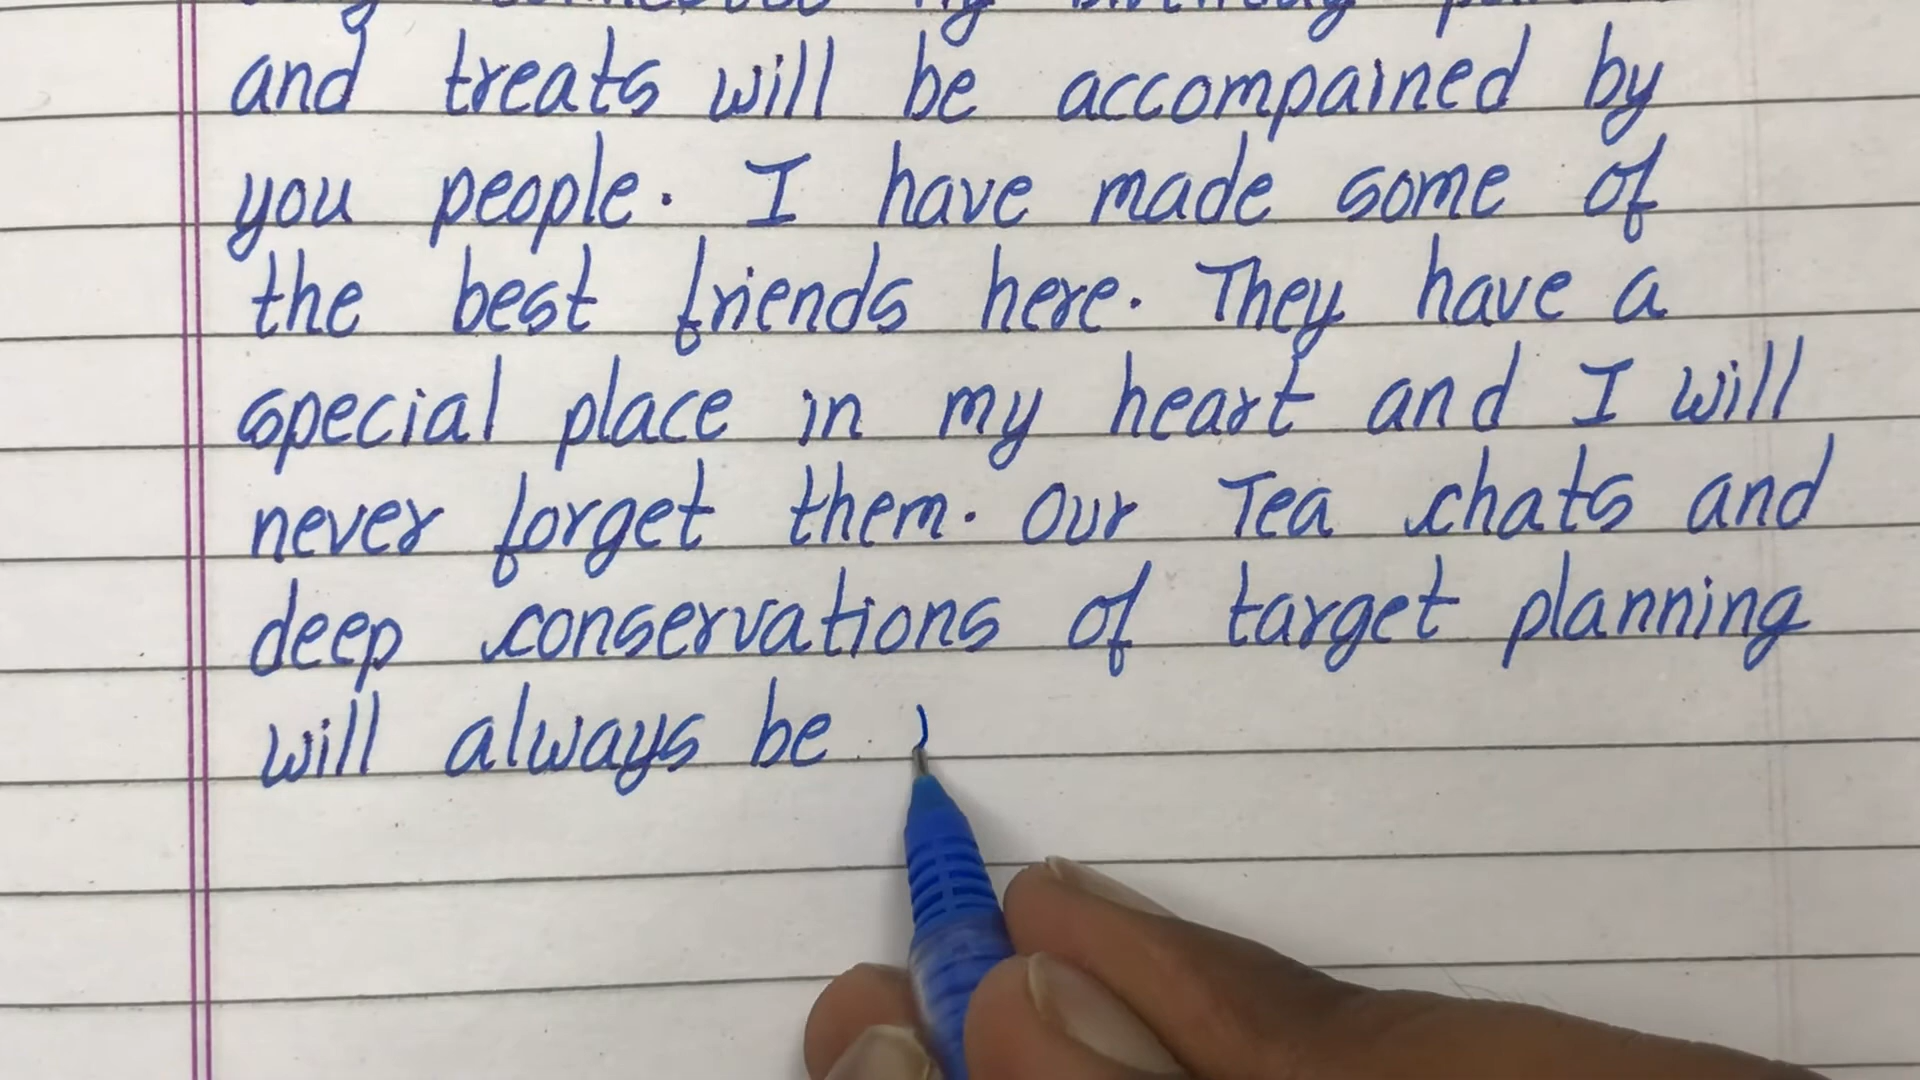 My birthday
and treats will be accompained by
you people. I have made some of
the best friends here. They have a
special place in my heart and I will
never forget them. Our Tea chats and
deep conservations of target planning
will always be